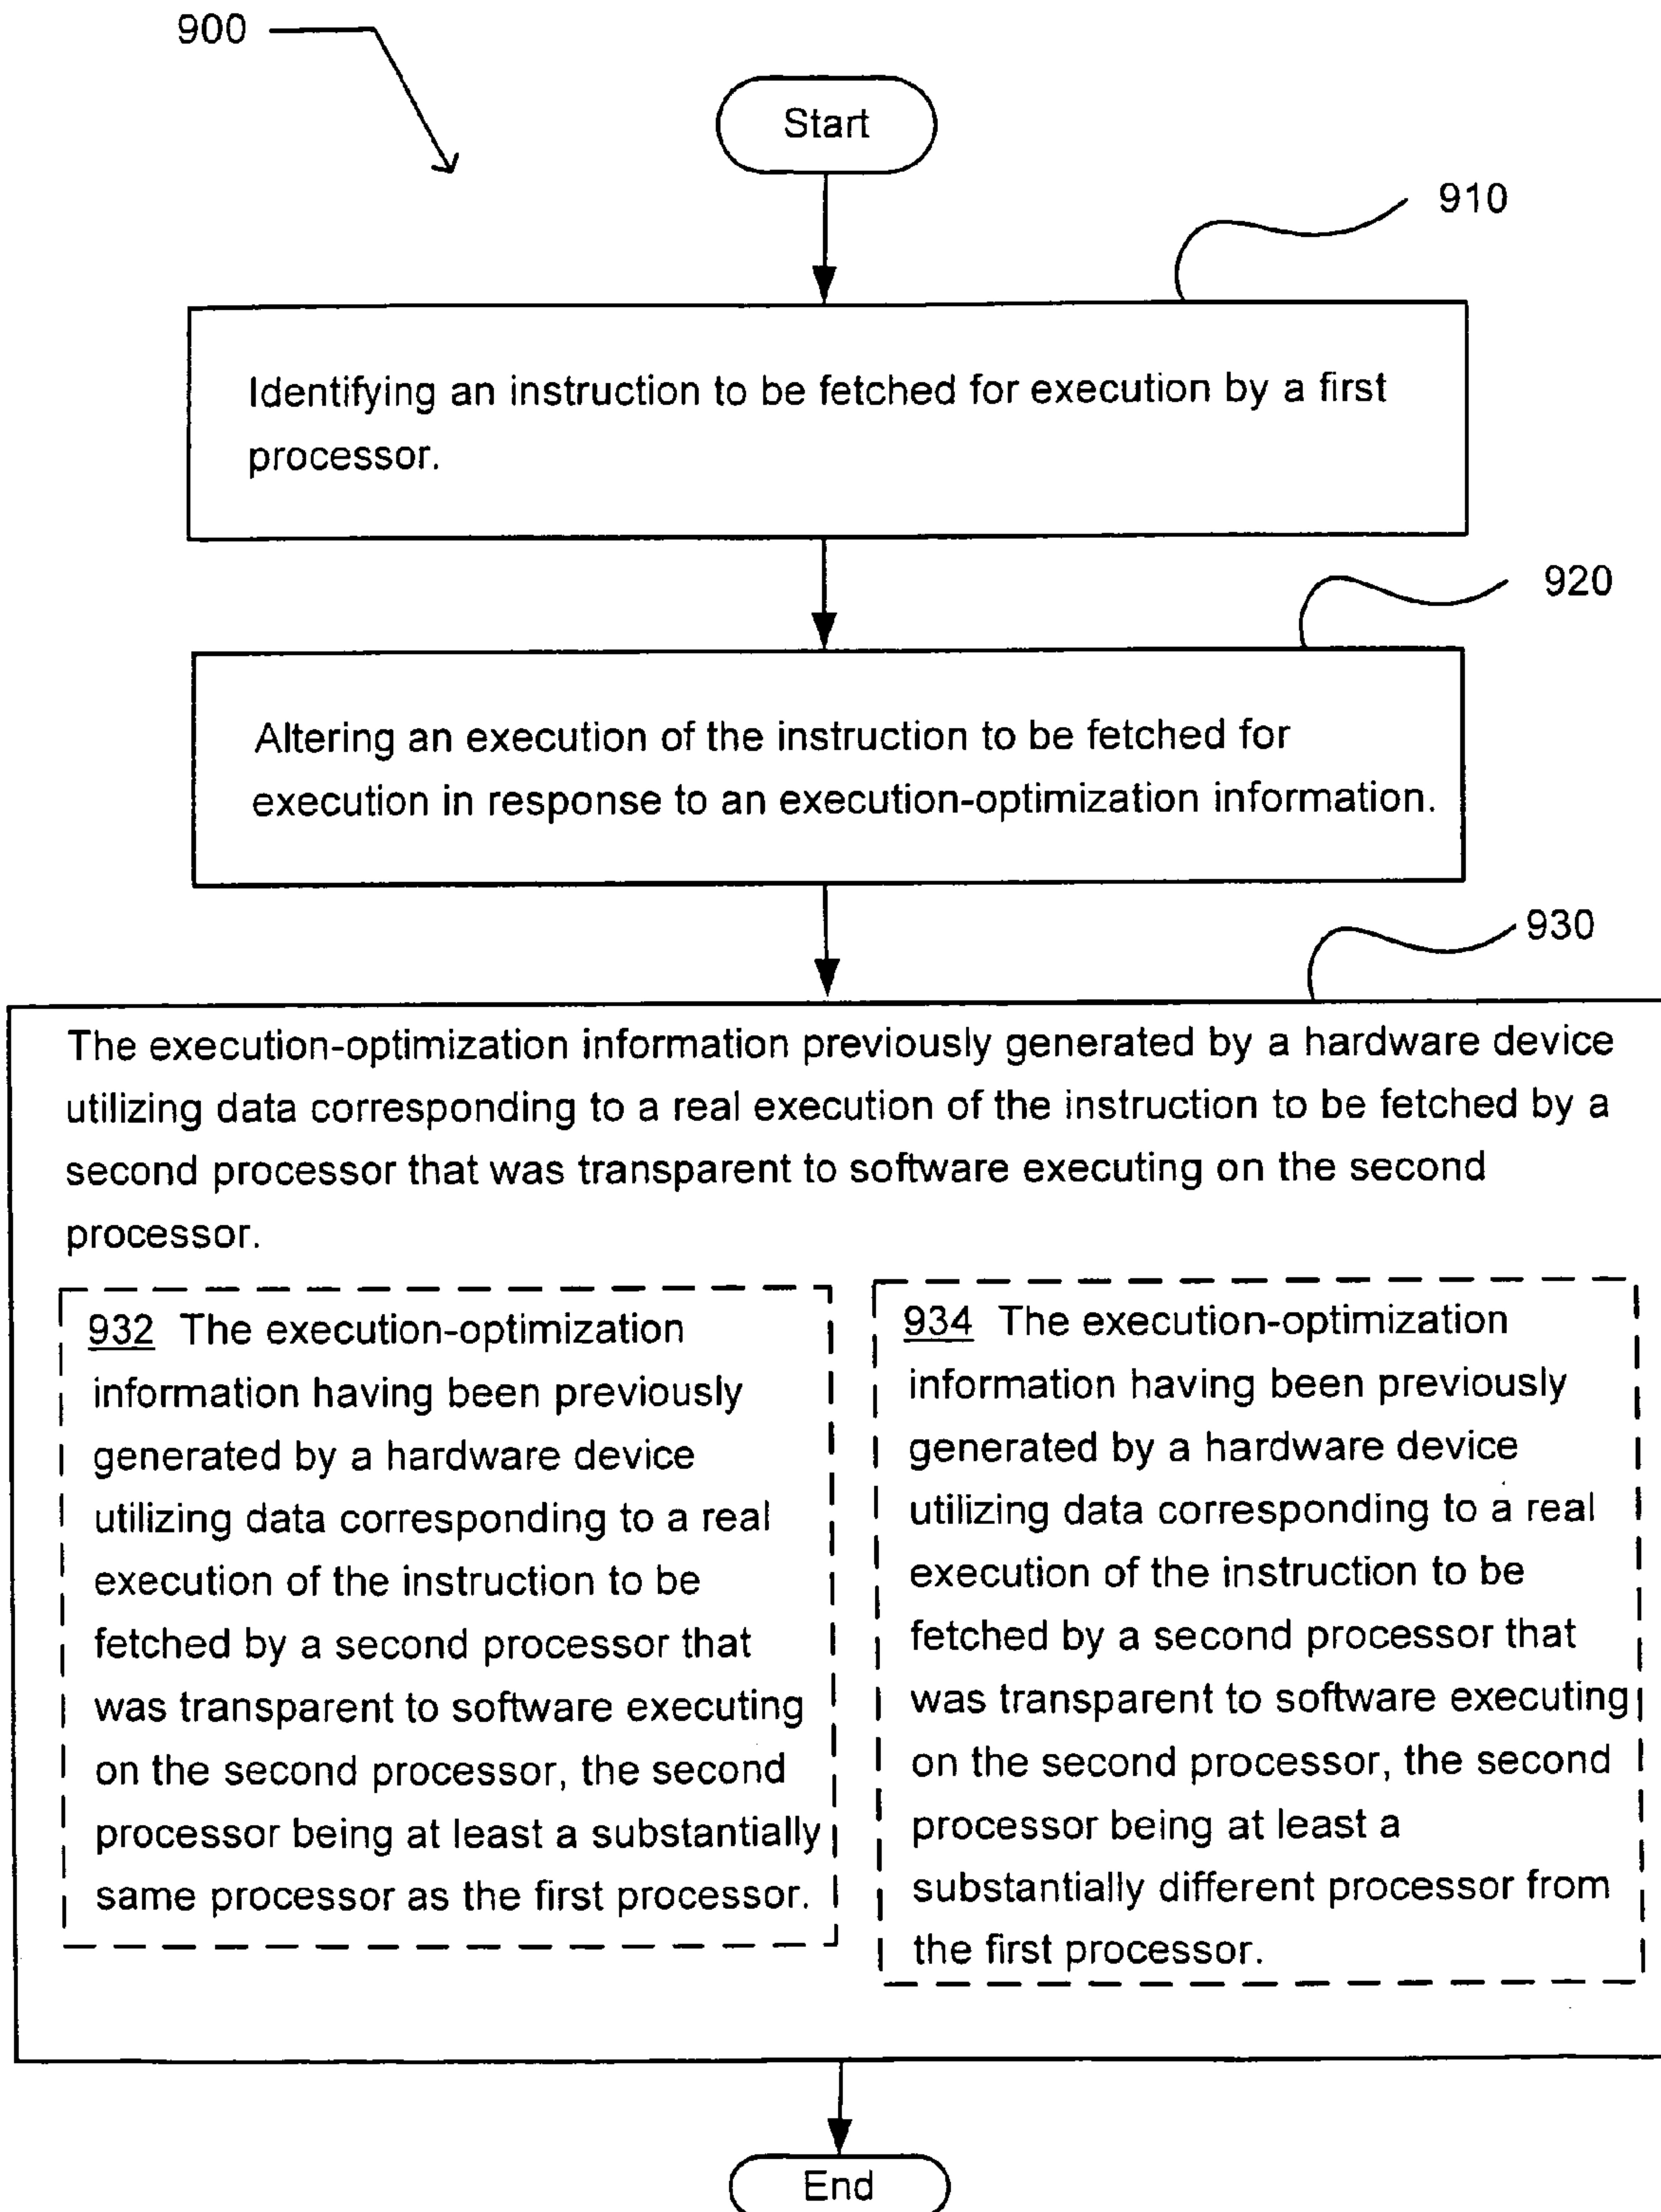 900
Start
910
Identifying an instruction to be fetched for execution by a first
processor.
920
Altering an execution of the instruction to be fetched for
execution in response to an execution-optimization information.
930
The execution-optimization information previously generated by a hardware device
utilizing data corresponding to a real execution of the instruction to be fetched by a
second processor that was transparent to software executing on the second
processor.
932 The execution-optimization
information having been previously
generated by a hardware device
utilizing data corresponding to a real
execution of the instruction to be
fetched by a second processor that
was transparent to software executing
on the second processor, the second
processor being at least a substantially
same processor as the first processor.
934 The execution-optimization
information having been previously
generated by a hardware device
utilizing data corresponding to a real
execution of the instruction to be
fetched by a second processor that
was transparent to software executing
on the second processor, the second
processor being at least a
substantially different processor from
the first processor.
End